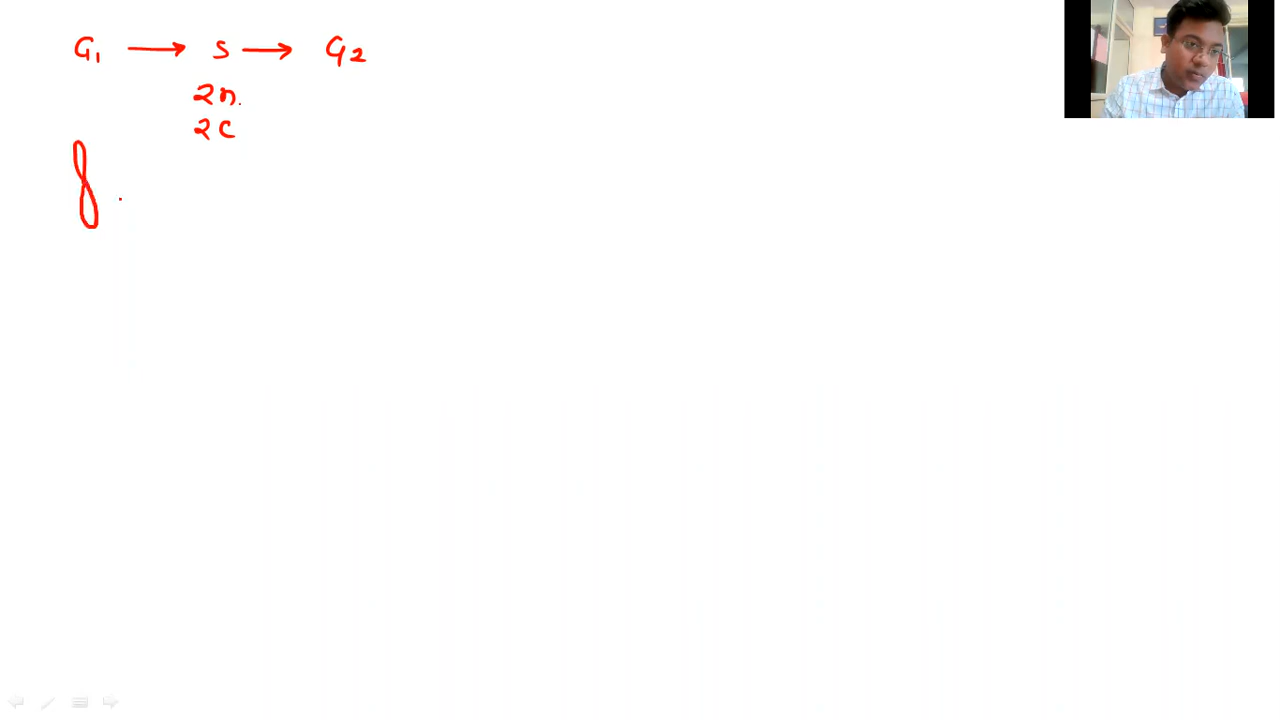 G1 → S → G2
2n.
2C